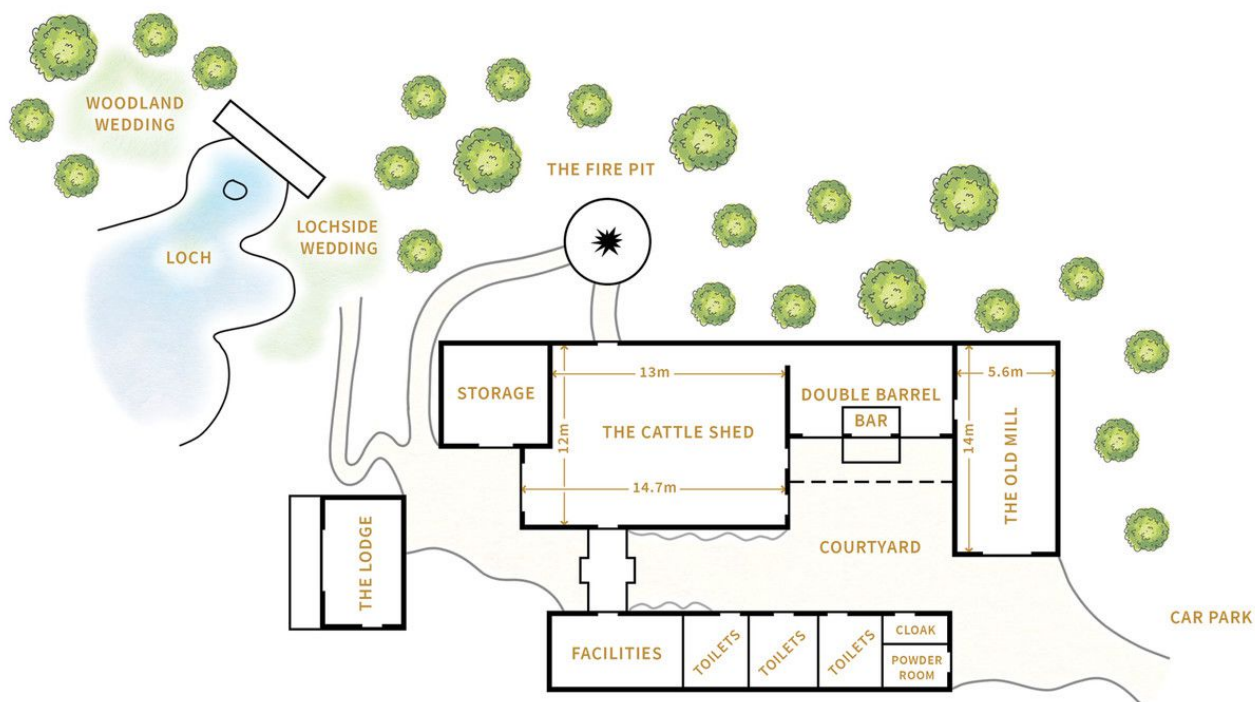 WOODLAND
WEDDING
THE FIRE PIT
LOCHSIDE
WEDDING
LOCH
STORAGE
13m
12m
THE CATTLE SHED
14.7m
DOUBLE BARREL
BAR
5.6m
14m
THE OLD MILL
THE LODGE
COURTYARD
CAR PARK
FACILITIES
TOILETS
TOILETS
TOILETS
CLOAK
POWDER
ROOM